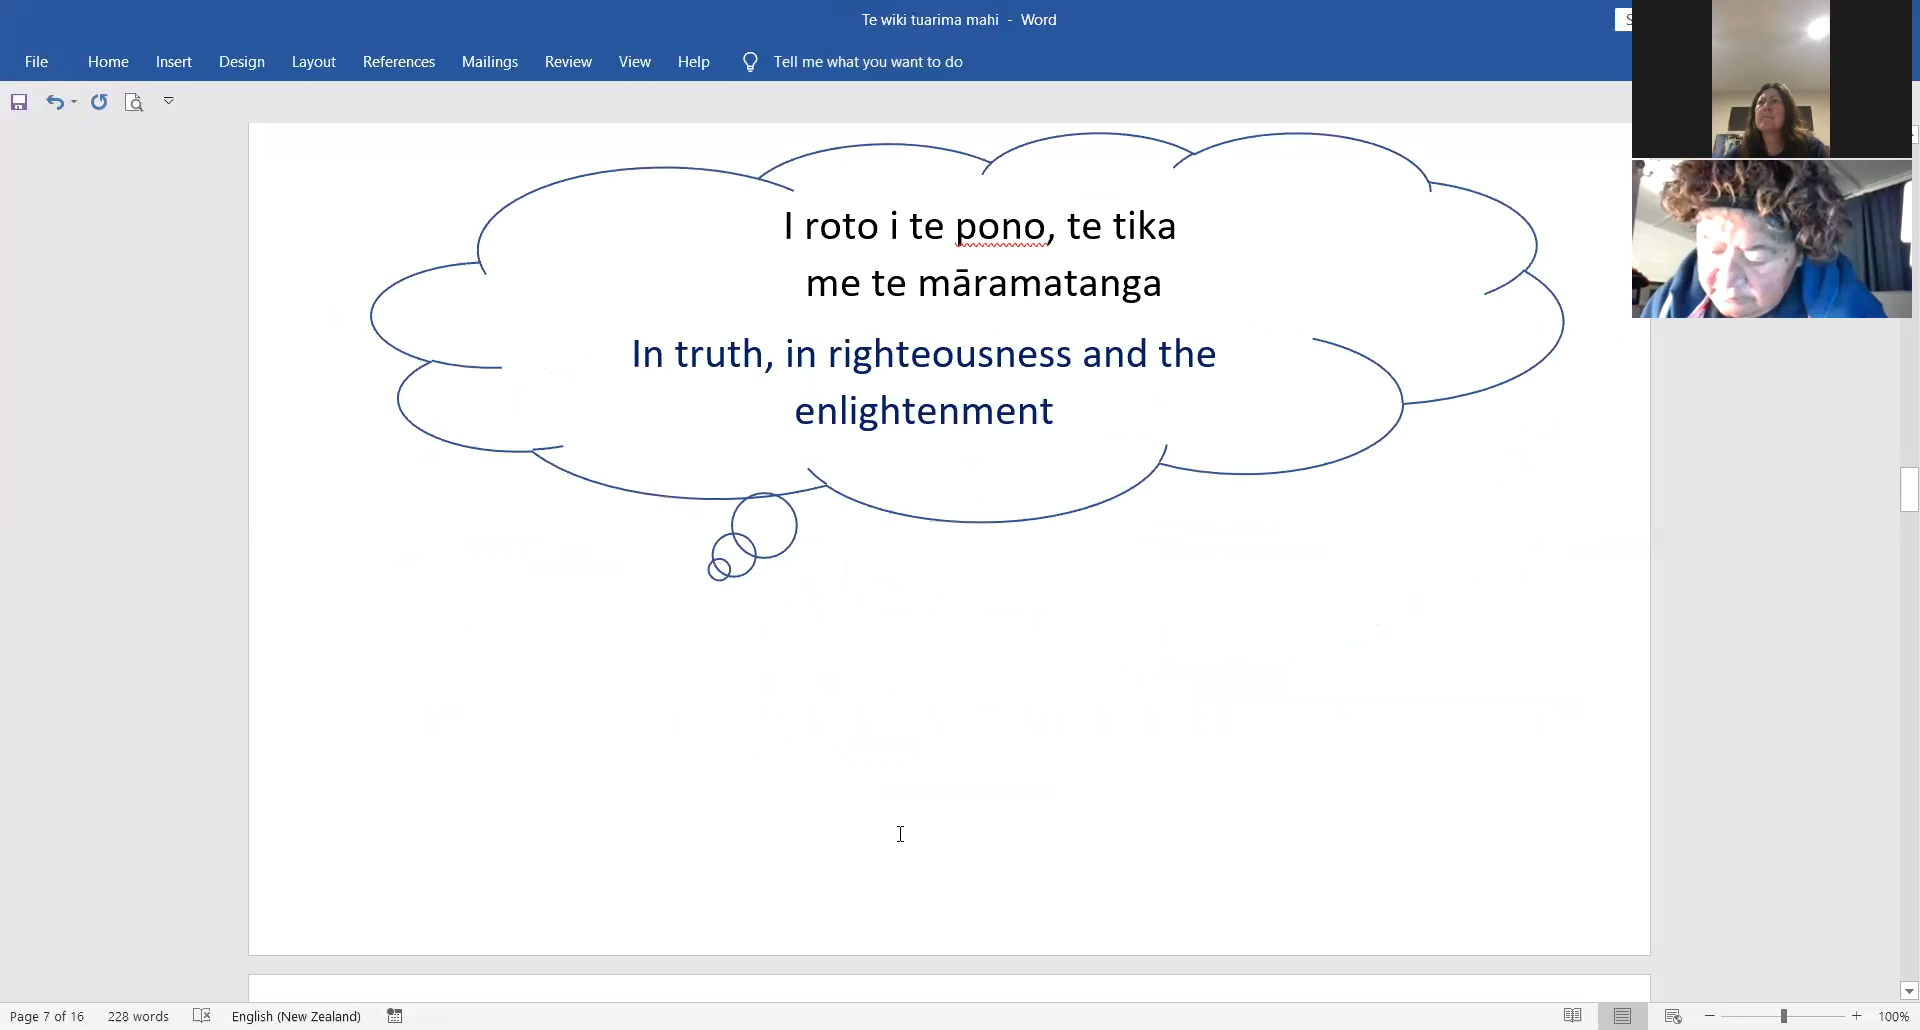 Te wiki tuarima mahi - Word
File Home Insert Design Layout References Mailings Review View Help Tell me what you want to do
I roto i te pono, te tika
me te māramatanga
In truth, in righteousness and the
enlightenment
Page 7 of 16 228 words English (New Zealand) 100%